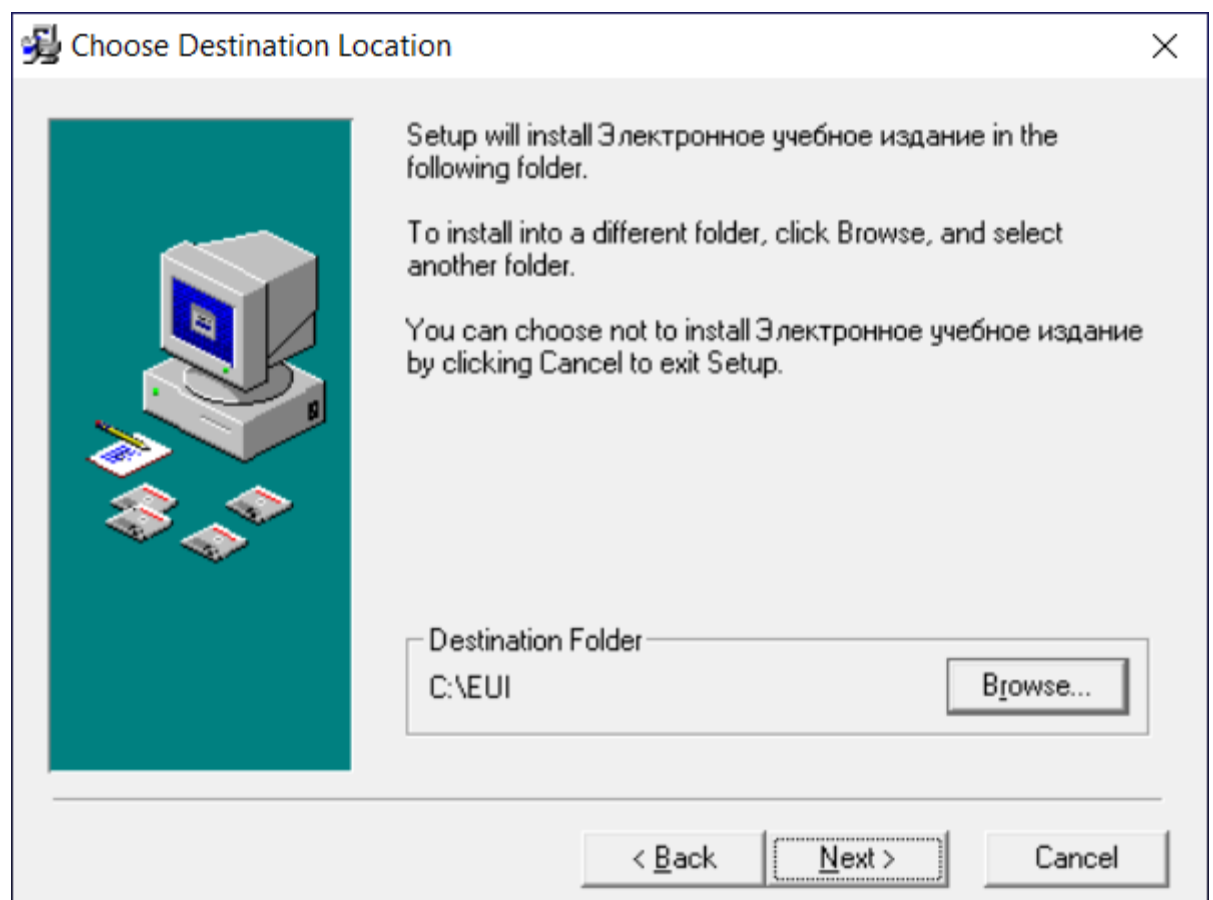 Choose Destination Location
Setup will install Электронное учебное издание in the
following folder.
To install into a different folder, click Browse, and select
another folder.
You can choose not to install Электронное учебное издание
by clicking Cancel to exit Setup.
Destination Folder
C:\EUI
Browse...
< Back
Next >
Cancel